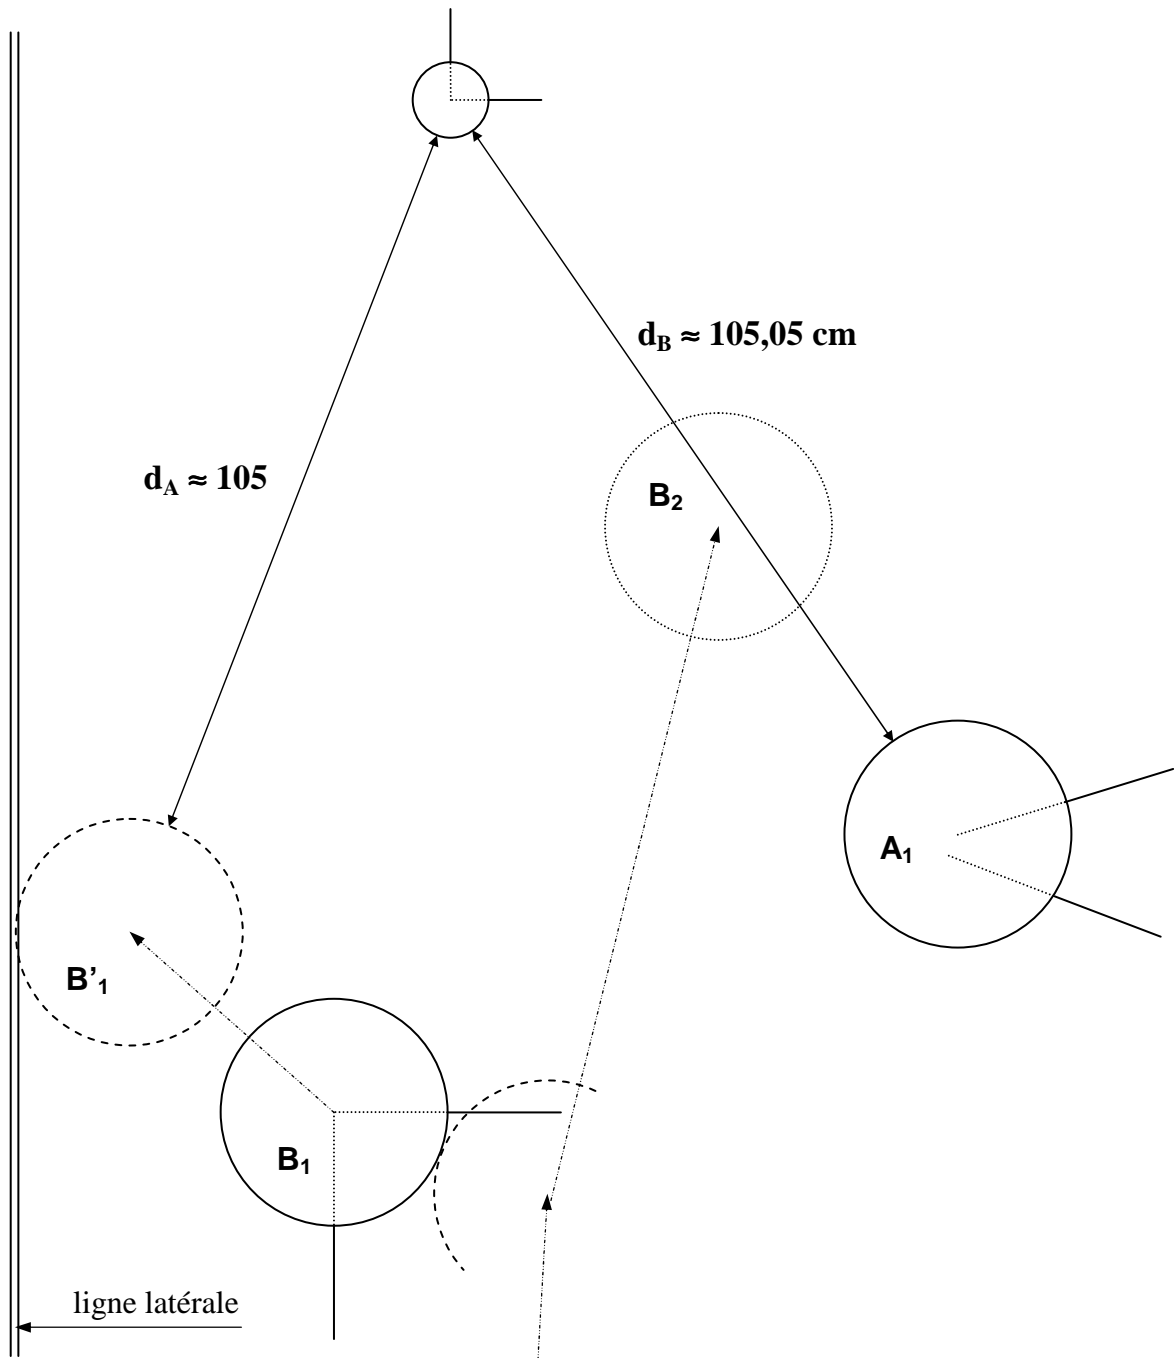 d_B ≈ 105,05 cm
d_A ≈ 105
B₂
A₁
B'₁
B₁
ligne latérale